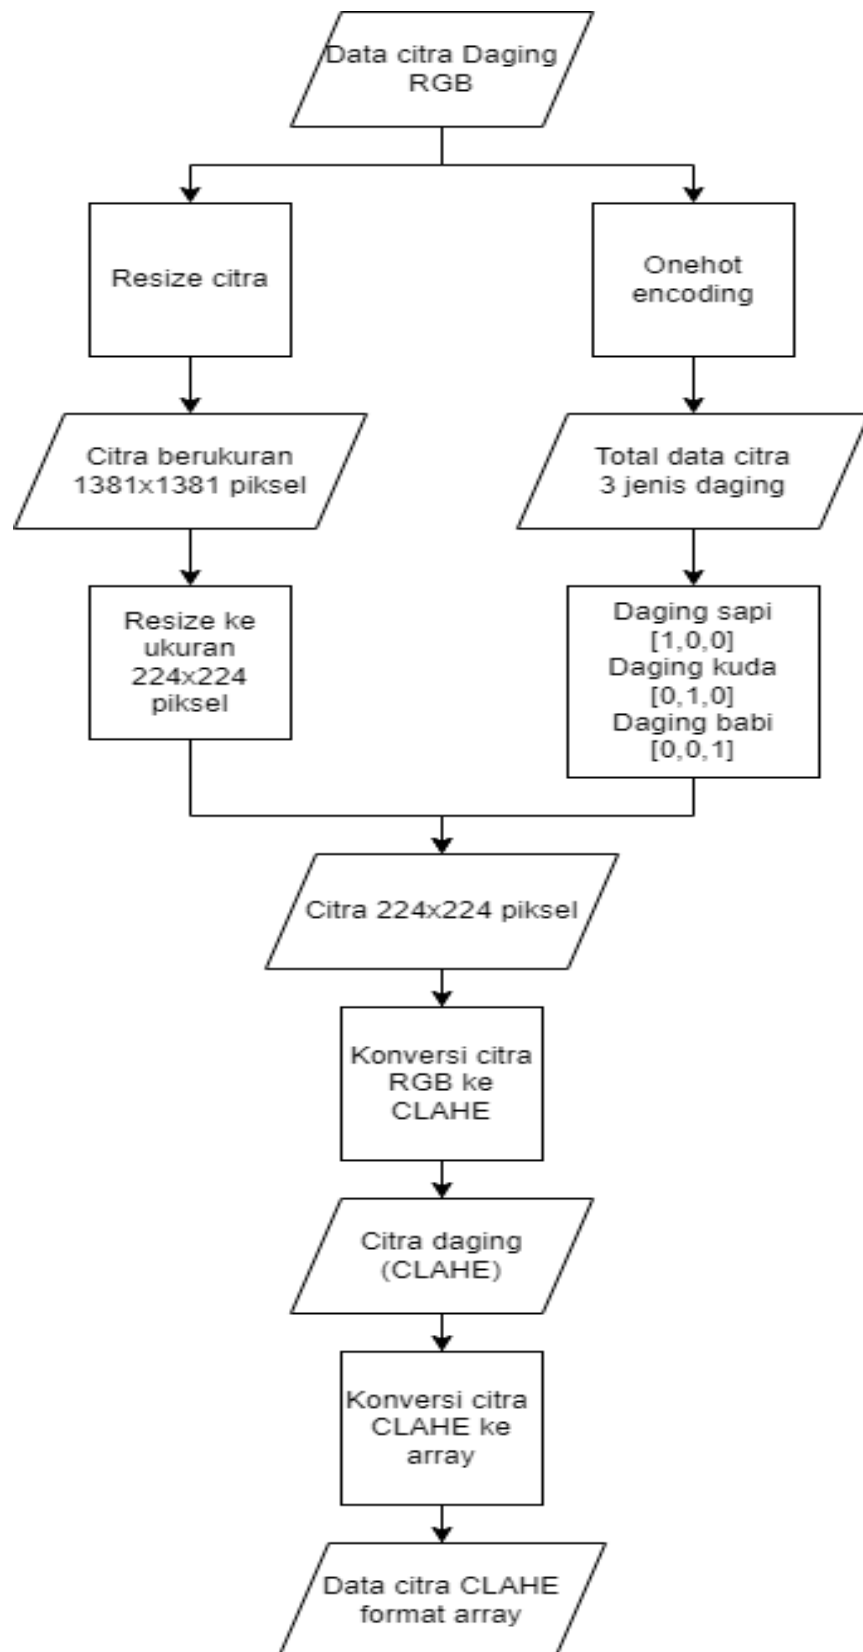 Data citra Daging
RGB
Resize citra
Onehot
encoding
Citra berukuran
1381x1381 piksel
Total data citra
3 jenis daging
Resize ke
ukuran
224x224
piksel
Daging sapi
[1,0,0]
Daging kuda
[0,1,0]
Daging babi
[0,0,1]
Citra 224x224 piksel
Konversi citra
RGB ke
CLAHE
Citra daging
(CLAHE)
Konversi citra
CLAHE ke
array
Data citra CLAHE
format array